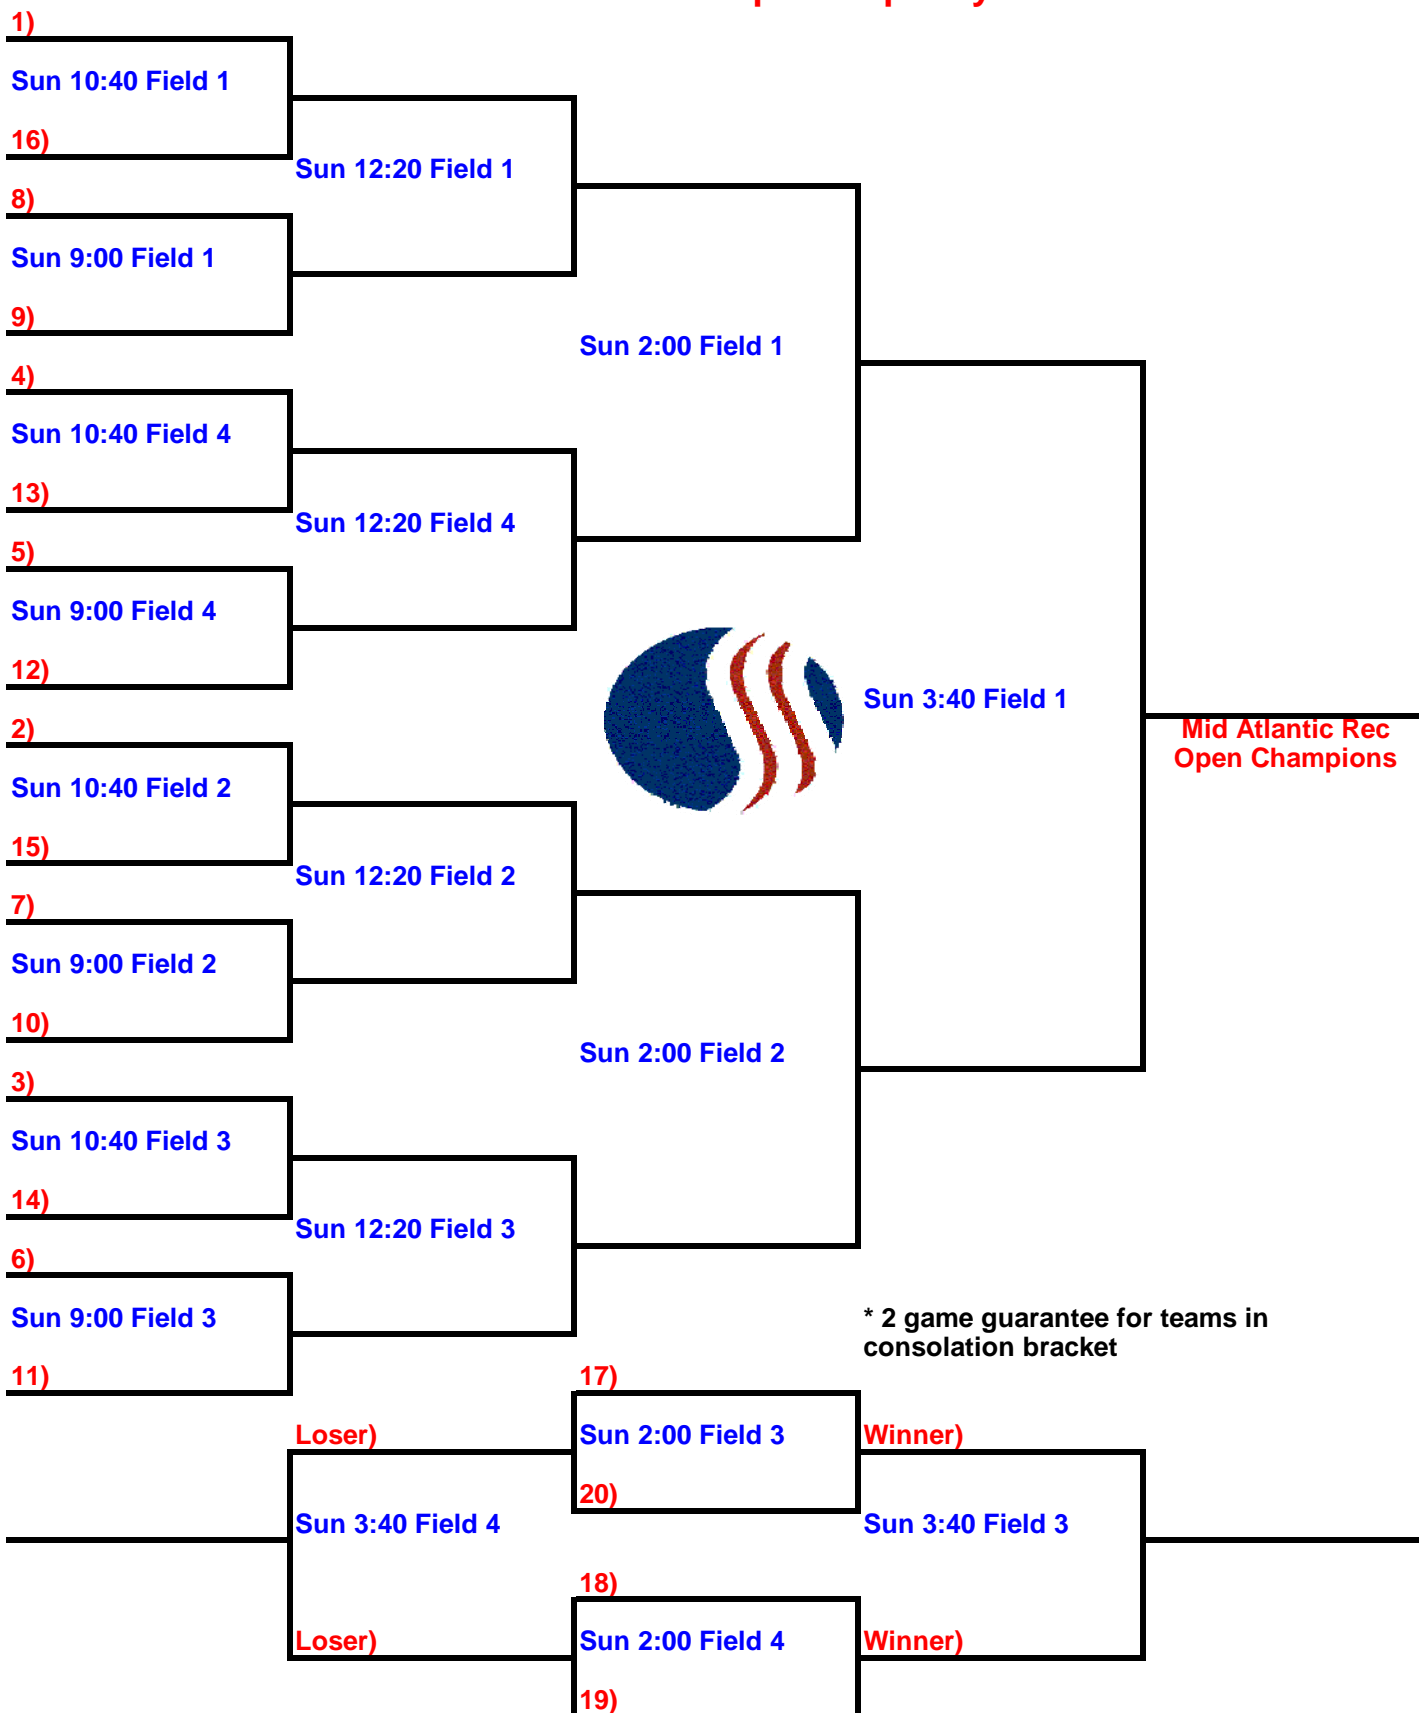 1)
Sun 10:40 Field 1
16)
Sun 12:20 Field 1
8)
Sun 9:00 Field 1
9)
Sun 2:00 Field 1
4)
Sun 10:40 Field 4
13)
Sun 12:20 Field 4
5)
Sun 9:00 Field 4
12)
Sun 3:40 Field 1
Mid Atlantic Rec
Open Champions
2)
Sun 10:40 Field 2
15)
Sun 12:20 Field 2
7)
Sun 9:00 Field 2
10)
Sun 2:00 Field 2
3)
Sun 10:40 Field 3
14)
Sun 12:20 Field 3
6)
Sun 9:00 Field 3
11)
* 2 game guarantee for teams in
consolation bracket
17)
Loser)
Sun 2:00 Field 3
Winner)
20)
Sun 3:40 Field 4
Sun 3:40 Field 3
18)
Loser)
Sun 2:00 Field 4
Winner)
19)